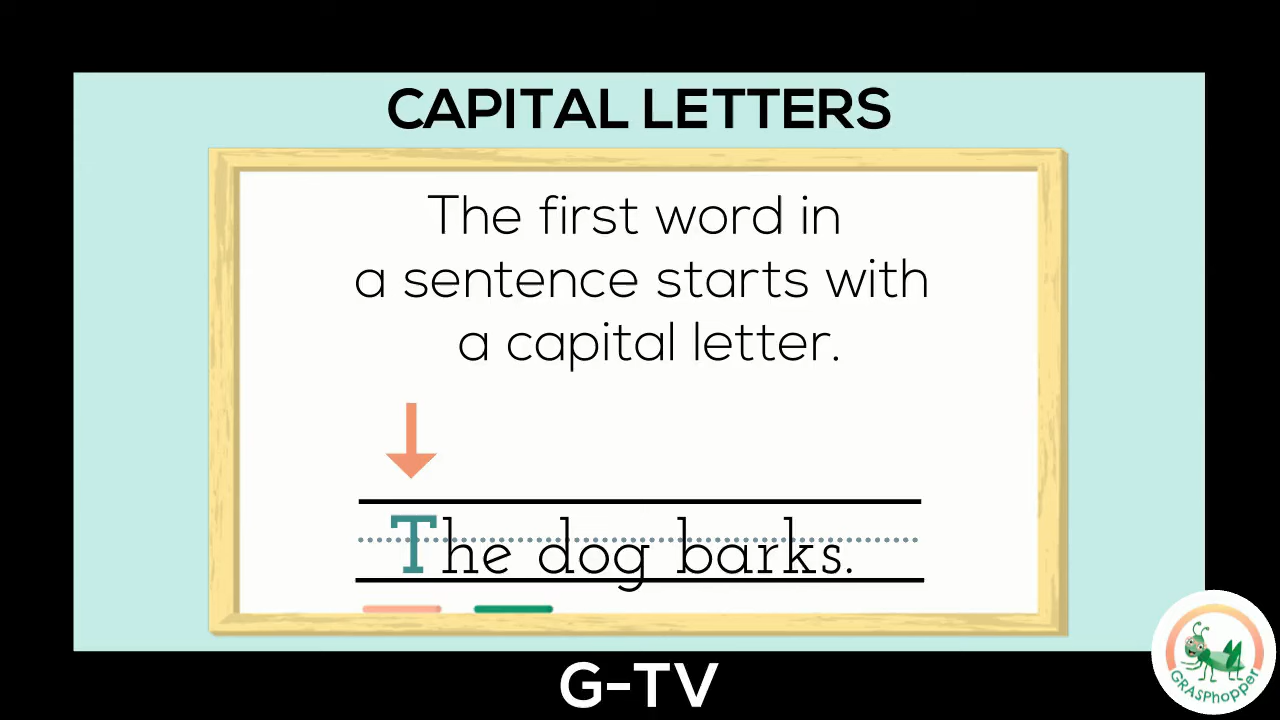 CAPITAL LETTERS
The first word in
a sentence starts with
a capital letter.
The dog barks.
G-TV
GRASPhopper